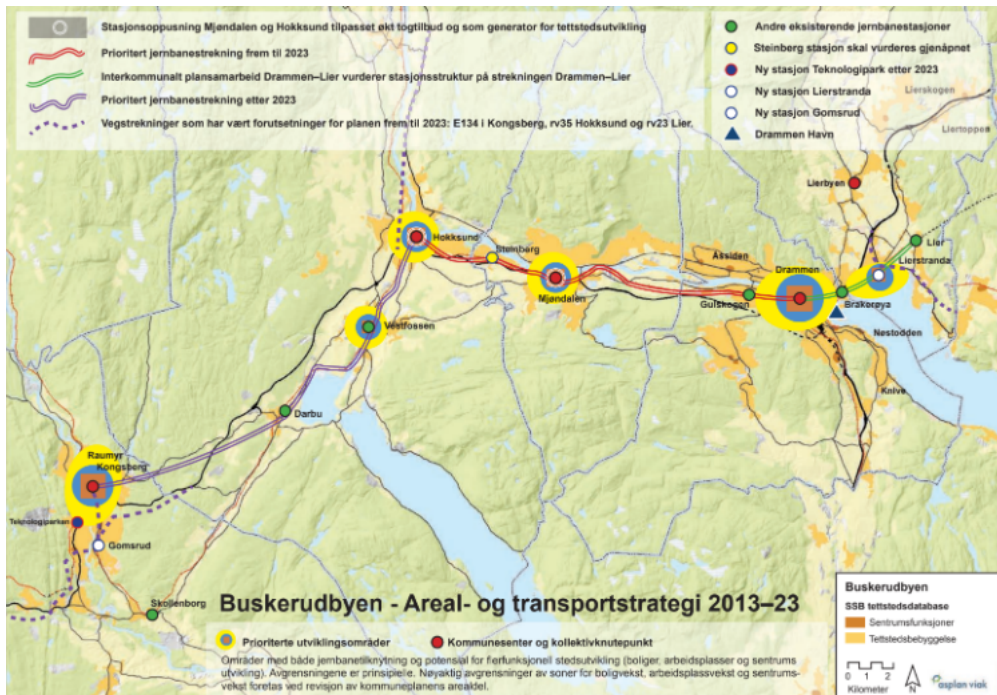 Stasjonsoppusning Mjøndalen og Hokksund tilpasset økt togtilbud og som generator for tettstedsutvikling
Prioritert jernbanestrekning frem til 2023
Interkommunalt plansamarbeid Drammen–Lier vurderer stasjonsstruktur på strekningen Drammen–Lier
Prioritert jernbanestrekning etter 2023
Vegstrekninger som har vært forutsetninger for planen frem til 2023: E134 i Kongsberg, rv35 Hokksund og rv23 Lier.
Andre eksisterende jernbanestasjoner
Steinberg stasjon skal vurderes gjenåpnet
Ny stasjon Teknologipark etter 2023
Ny stasjon Lierstranda
Ny stasjon Gomsrud
Drammen Havn
Lierskogen
Liertoppen
Lierbyen
Lier
Lierstranda
Hokksund
Steinberg
Åssiden
Drammen
Mjøndalen
Gulskogen
Brakerøya
Vestfossen
Nøstodden
Knive
Darbu
Raumyr
Kongsberg
Teknologiparken
Gomsrud
Skollenborg
Buskerudbyen - Areal- og transportstrategi 2013–23
Prioriterte utviklingsområder
Kommunesenter og kollektivknutepunkt
Områder med både jernbanetilknytning og potensial for flerfunksjonell stedsutvikling (boliger, arbeidsplasser og sentrums
utvikling). Avgrensningene er prinsipielle. Nøyaktig avgrensninger av soner for boligvekst, arbeidsplassvekst og sentrums-
vekst foretas ved revisjon av kommuneplanens arealdel.
Buskerudbyen
SSB tettstedsdatabase
Sentrumsfunksjoner
Tettstedsbebyggelse
0 1 2
Kilometer
asplan viak